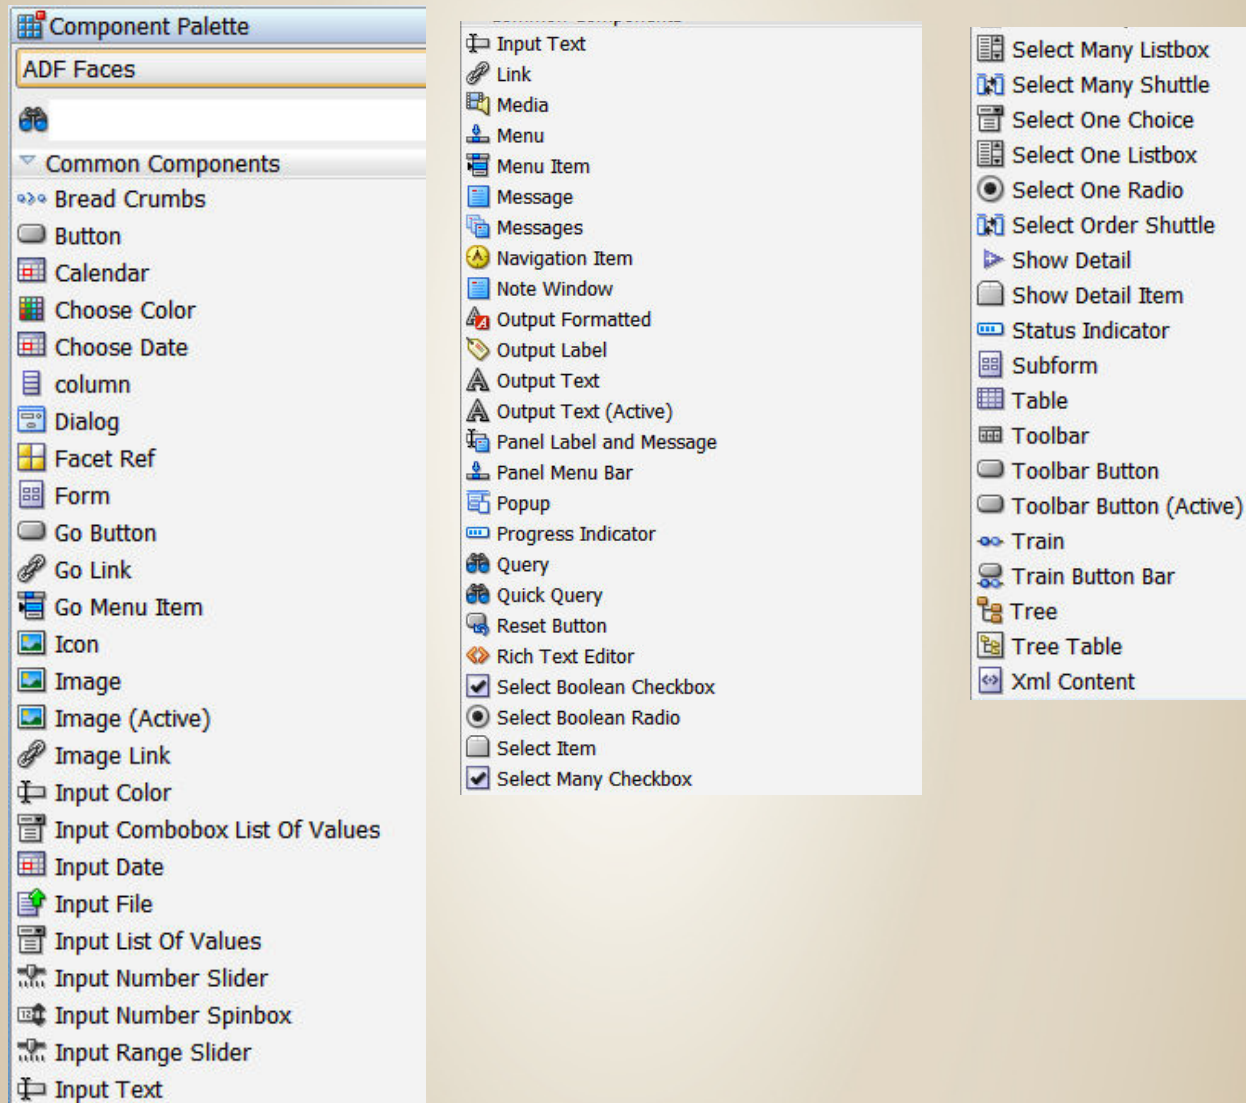 Component Palette
ADF Faces
Common Components
Bread Crumbs
Button
Calendar
Choose Color
Choose Date
column
Dialog
Facet Ref
Form
Go Button
Go Link
Go Menu Item
Icon
Image
Image (Active)
Image Link
Input Color
Input Combobox List Of Values
Input Date
Input File
Input List Of Values
Input Number Slider
Input Number Spinbox
Input Range Slider
Input Text
Input Text
Link
Media
Menu
Menu Item
Message
Messages
Navigation Item
Note Window
Output Formatted
Output Label
Output Text
Output Text (Active)
Panel Label and Message
Panel Menu Bar
Popup
Progress Indicator
Query
Quick Query
Reset Button
Rich Text Editor
Select Boolean Checkbox
Select Boolean Radio
Select Item
Select Many Checkbox
Select Many Listbox
Select Many Shuttle
Select One Choice
Select One Listbox
Select One Radio
Select Order Shuttle
Show Detail
Show Detail Item
Status Indicator
Subform
Table
Toolbar
Toolbar Button
Toolbar Button (Active)
Train
Train Button Bar
Tree
Tree Table
Xml Content